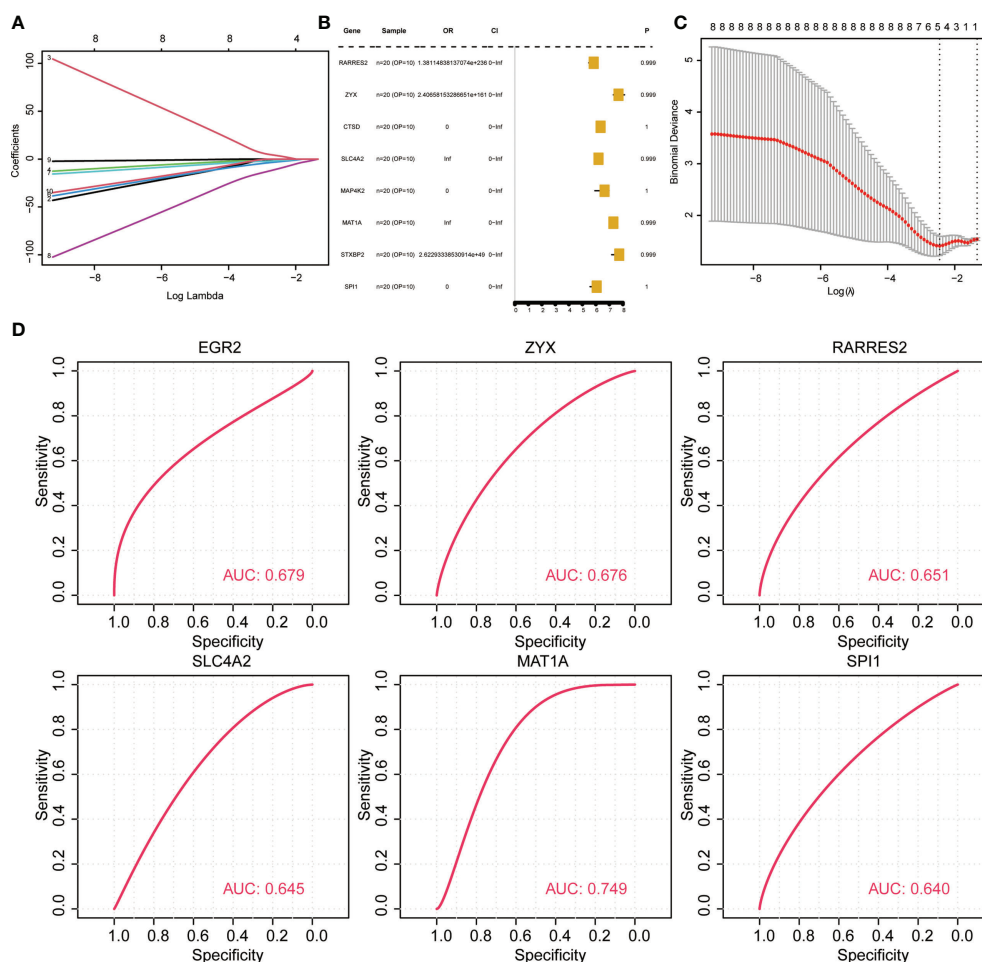 A
8 8 8 8 4
Coefficients
100
50
0
−50
−100
3
9
4
7
10
2
8
−8 −6 −4 −2
Log Lambda
B
Gene Sample OR CI P
RARRES2 n=20 (OP=10) 1.38114838137074e+236 0~Inf 0.999
ZYX n=20 (OP=10) 2.40658153286651e+161 0~Inf 0.999
CTSD n=20 (OP=10) 0 0~Inf 1
SLC4A2 n=20 (OP=10) Inf 0~Inf 0.999
MAP4K2 n=20 (OP=10) 0 0~Inf 1
MAT1A n=20 (OP=10) Inf 0~Inf 0.999
STXBP2 n=20 (OP=10) 2.62293338530914e+49 0~Inf 0.999
SPI1 n=20 (OP=10) 0 0~Inf 1
0 1 2 3 4 5 6 7 8
C
8 8 8 8 8 8 8 8 8 8 8 8 8 8 8 8 8 8 7 6 5 4 3 1 1
Binomial Deviance
5
4
3
2
−8 −6 −4 −2
Log(λ)
D
EGR2
Sensitivity
1.0
0.8
0.6
0.4
0.2
0.0
AUC: 0.679
1.0 0.8 0.6 0.4 0.2 0.0
Specificity
ZYX
Sensitivity
1.0
0.8
0.6
0.4
0.2
0.0
AUC: 0.676
1.0 0.8 0.6 0.4 0.2 0.0
Specificity
RARRES2
Sensitivity
1.0
0.8
0.6
0.4
0.2
0.0
AUC: 0.651
1.0 0.8 0.6 0.4 0.2 0.0
Specificity
SLC4A2
Sensitivity
1.0
0.8
0.6
0.4
0.2
0.0
AUC: 0.645
1.0 0.8 0.6 0.4 0.2 0.0
Specificity
MAT1A
Sensitivity
1.0
0.8
0.6
0.4
0.2
0.0
AUC: 0.749
1.0 0.8 0.6 0.4 0.2 0.0
Specificity
SPI1
Sensitivity
1.0
0.8
0.6
0.4
0.2
0.0
AUC: 0.640
1.0 0.8 0.6 0.4 0.2 0.0
Specificity